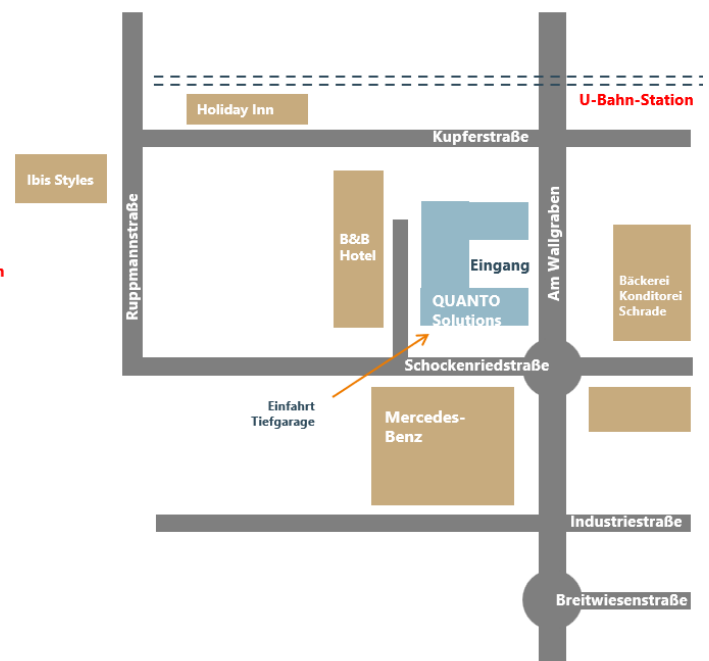 U-Bahn-Station
Holiday Inn
Kupferstraße
Ibis Styles
Ruppmannstraße
B&B
Hotel
Am Wallgraben
Eingang
Bäckerei
Konditorei
Schrade
QUANTO
Solutions
Schockenriedstraße
Einfahrt
Tiefgarage
Mercedes-
Benz
Industriestraße
Breitwiesenstraße